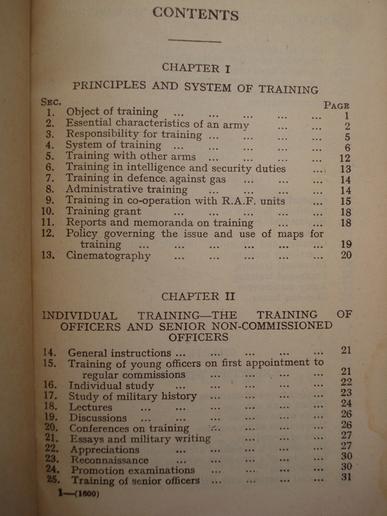 CONTENTS
CHAPTER I
PRINCIPLES AND SYSTEM OF TRAINING
SEC. PAGE
1. Object of training ... ... ... ... ... 1
2. Essential characteristics of an army ... ... 2
3. Responsibility for training ... ... ... ... 5
4. System of training ... ... ... ... ... 6
5. Training with other arms ... ... ... ... 12
6. Training in intelligence and security duties ... 13
7. Training in defence against gas ... ... ... 14
8. Administrative training ... ... ... ... 14
9. Training in co-operation with R.A.F. units ... 15
10. Training grant ... ... ... ... ... 18
11. Reports and memoranda on training ... ... 18
12. Policy governing the issue and use of maps for
training ... ... ... ... ... ... 19
13. Cinematography ... ... ... ... ... 20
CHAPTER II
INDIVIDUAL TRAINING—THE TRAINING OF
OFFICERS AND SENIOR NON-COMMISSIONED
OFFICERS
14. General instructions ... ... ... ... ... 21
15. Training of young officers on first appointment to
regular commissions ... ... ... ... 21
16. Individual study ... ... ... ... ... 22
17. Study of military history ... ... ... ... 23
18. Lectures ... ... ... ... ... ... 24
19. Discussions ... ... ... ... ... ... 26
20. Conferences on training ... ... ... ... 26
21. Essays and military writing ... ... ... 27
22. Appreciations ... ... ... ... ... 27
23. Reconnaissance ... ... ... ... ... 30
24. Promotion examinations ... ... ... ... 30
25. Training of senior officers ... ... ... ... 31
1—(1600)